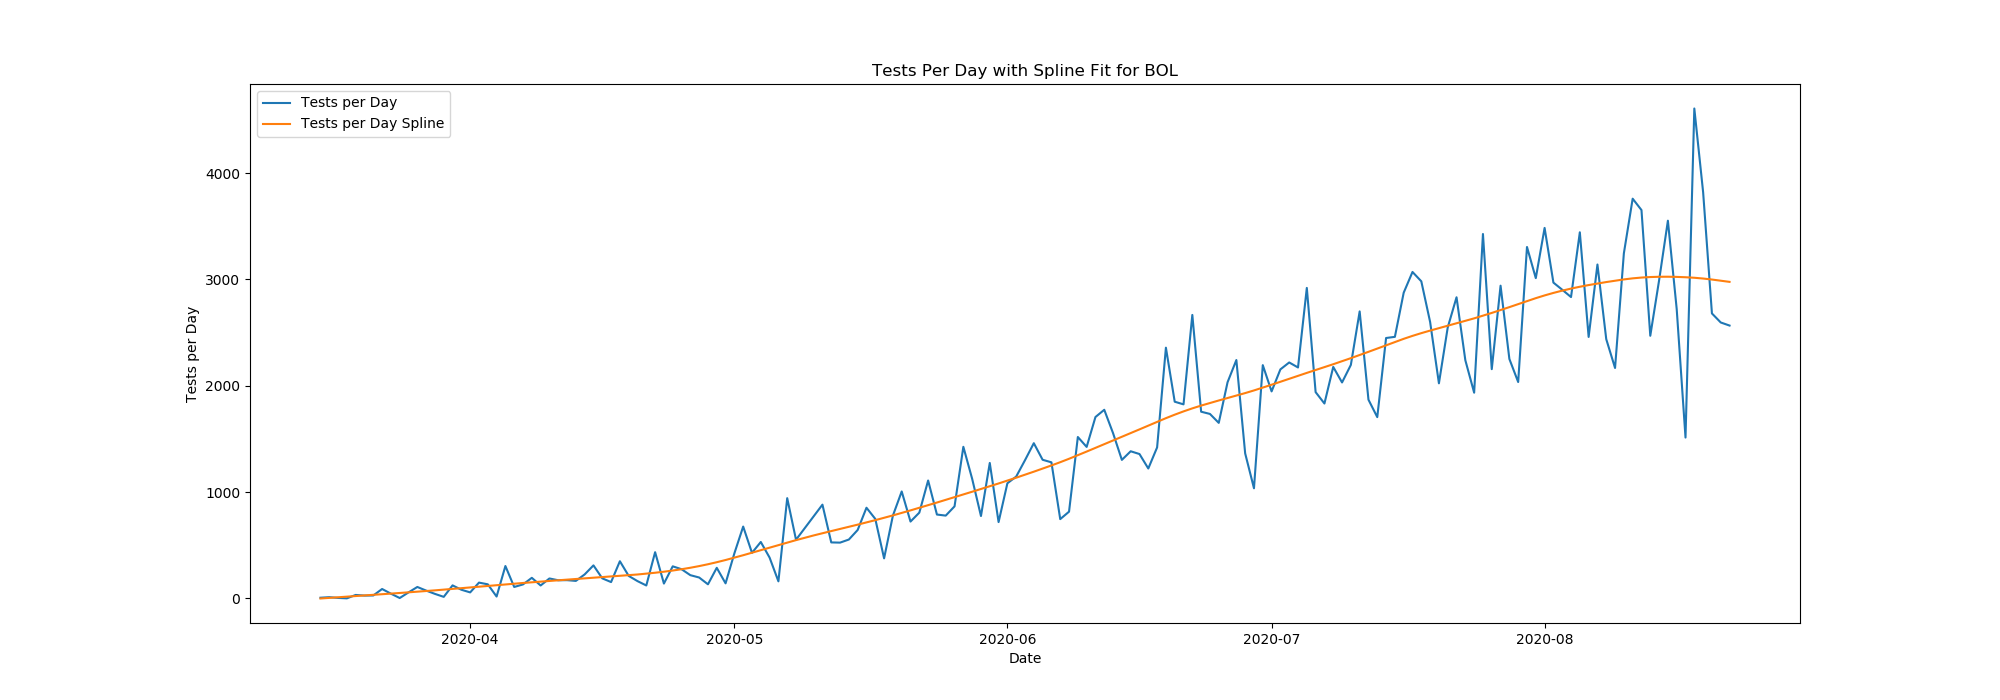 Tests Per Day with Spline Fit for BOL
Tests per Day
Tests per Day Spline
4000
3000
2000
1000
0
Tests per Day
2020-04
2020-05
2020-06
2020-07
2020-08
Date